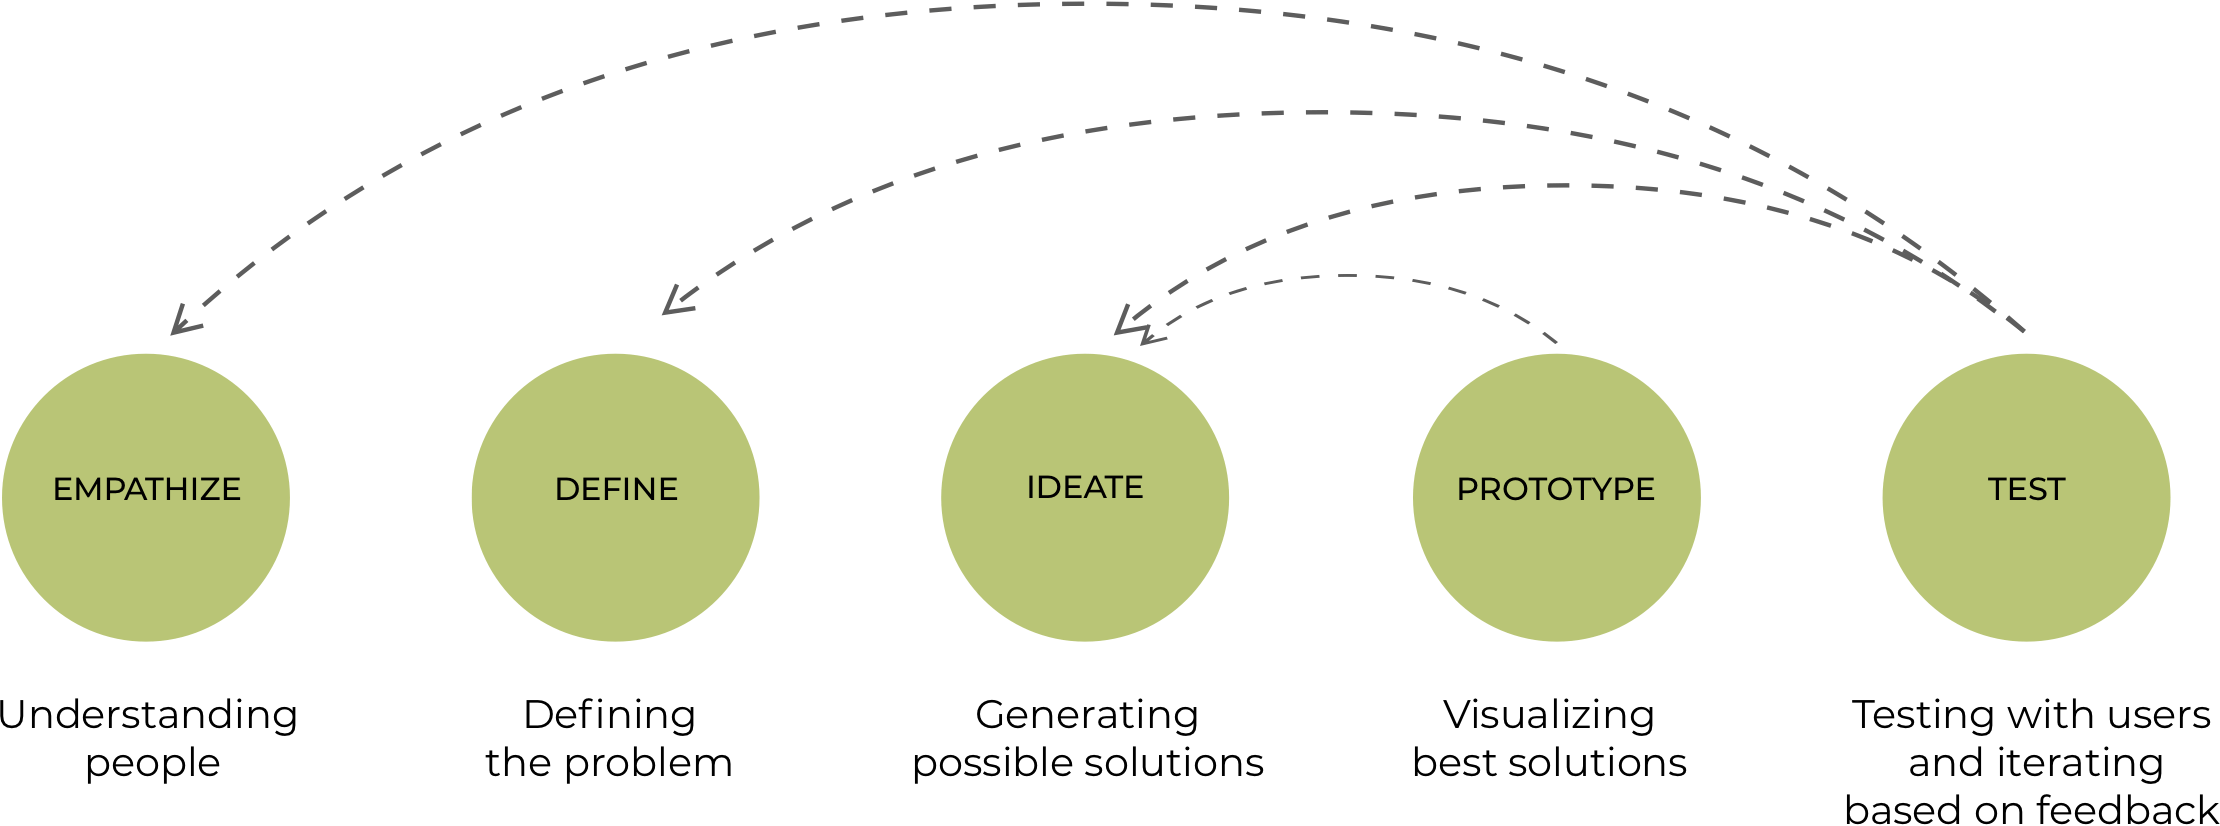 EMPATHIZE
DEFINE
IDEATE
PROTOTYPE
TEST
Understanding
people
Defining
the problem
Generating
possible solutions
Visualizing
best solutions
Testing with users
and iterating
based on feedback